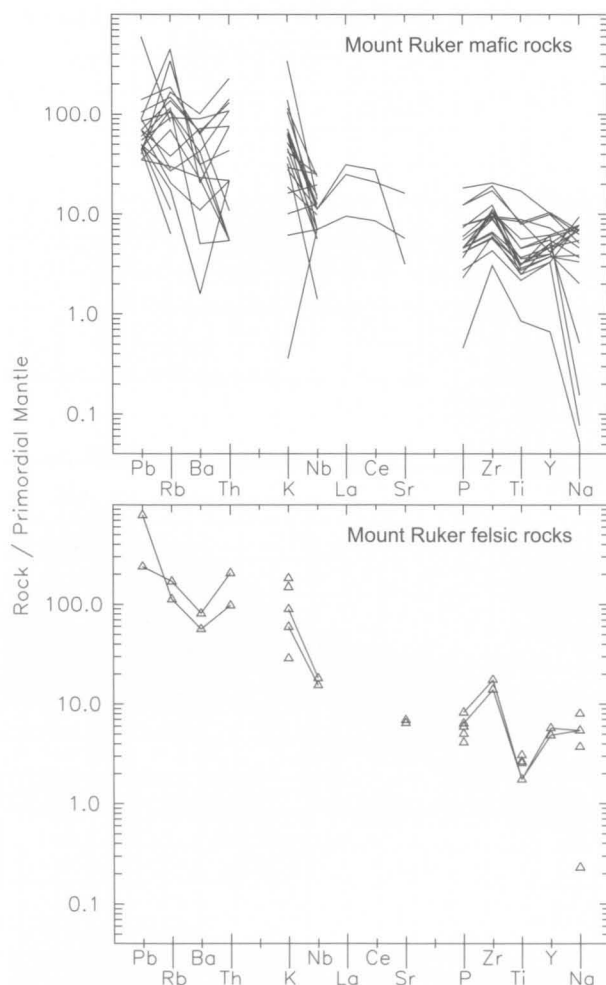 Mount Ruker mafic rocks
100.0
10.0
1.0
0.1
Pb Ba Nb Ce Zr Y
Rb Th K La Sr P Ti Na
Rock / Primordial Mantle
Mount Ruker felsic rocks
100.0
10.0
1.0
0.1
Pb Ba Nb Ce Zr Y
Rb Th K La Sr P Ti Na